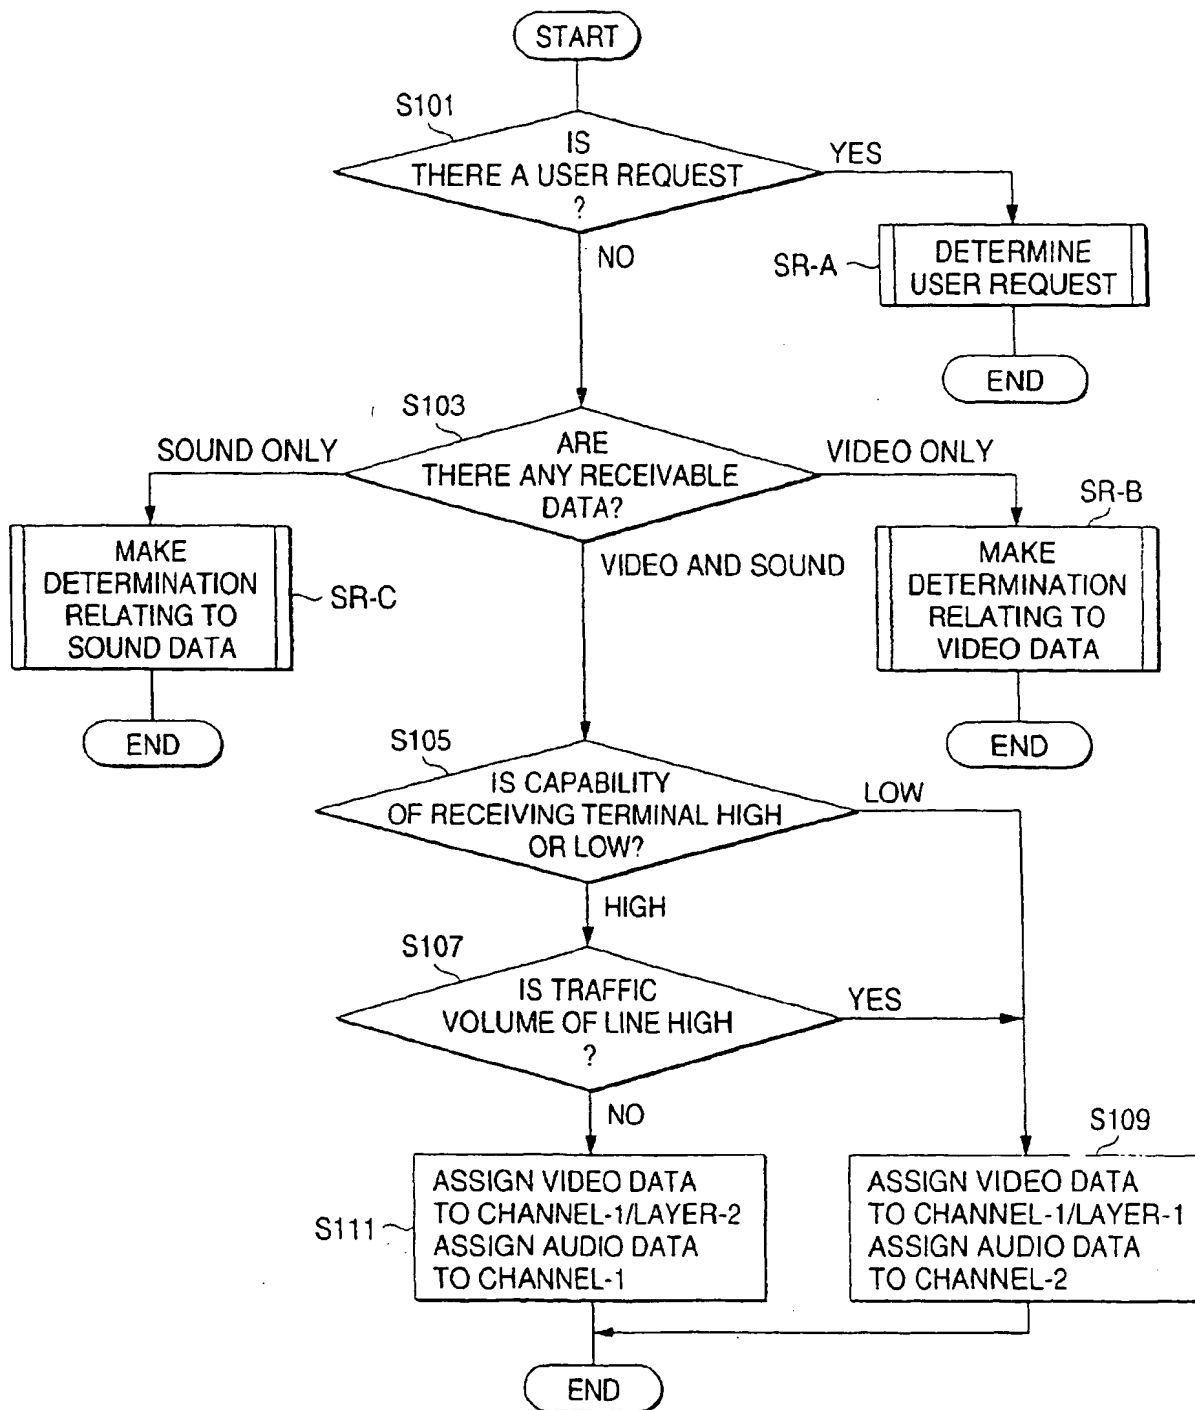 START
S101
IS
THERE A USER REQUEST
?
YES
NO
SR-A
DETERMINE
USER REQUEST
END
S103
ARE
THERE ANY RECEIVABLE
DATA?
SOUND ONLY
VIDEO ONLY
VIDEO AND SOUND
MAKE
DETERMINATION
RELATING TO
SOUND DATA
SR-C
END
SR-B
MAKE
DETERMINATION
RELATING TO
VIDEO DATA
END
S105
IS CAPABILITY
OF RECEIVING TERMINAL HIGH
OR LOW?
LOW
HIGH
S107
IS TRAFFIC
VOLUME OF LINE HIGH
?
YES
NO
S111
ASSIGN VIDEO DATA
TO CHANNEL-1/LAYER-2
ASSIGN AUDIO DATA
TO CHANNEL-1
S109
ASSIGN VIDEO DATA
TO CHANNEL-1/LAYER-1
ASSIGN AUDIO DATA
TO CHANNEL-2
END